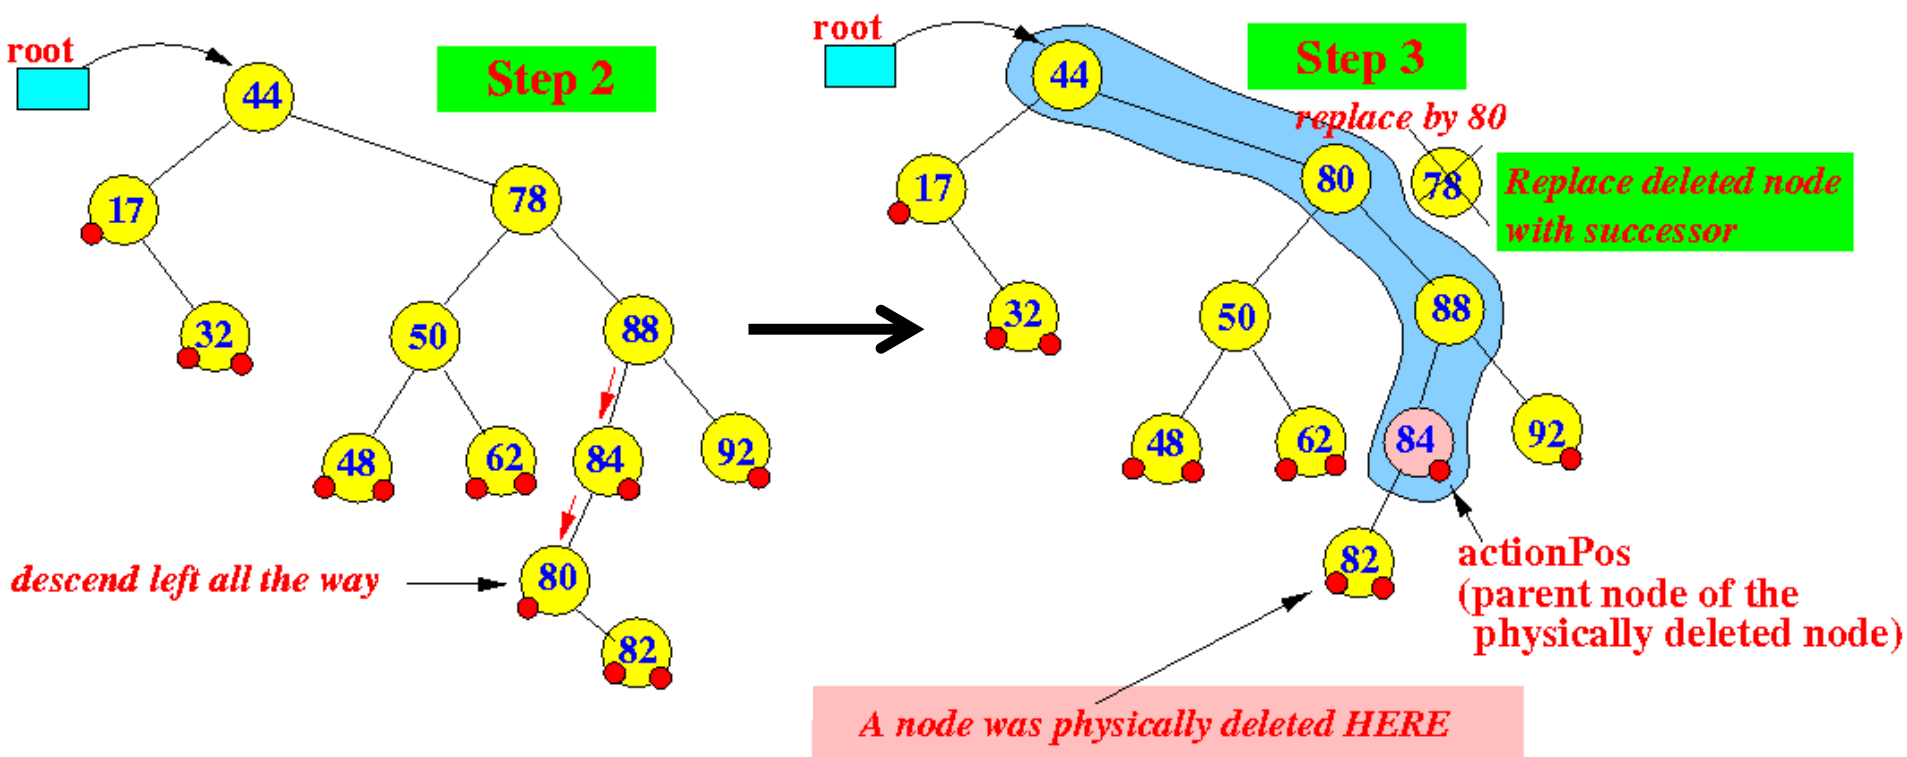 root
Step 2
44
17
78
32
50
88
48
62
84
92
descend left all the way
80
82
root
Step 3
44
replace by 80
17
80
78
Replace deleted node
with successor
32
50
88
48
62
84
92
82
actionPos
(parent node of the
physically deleted node)
A node was physically deleted HERE